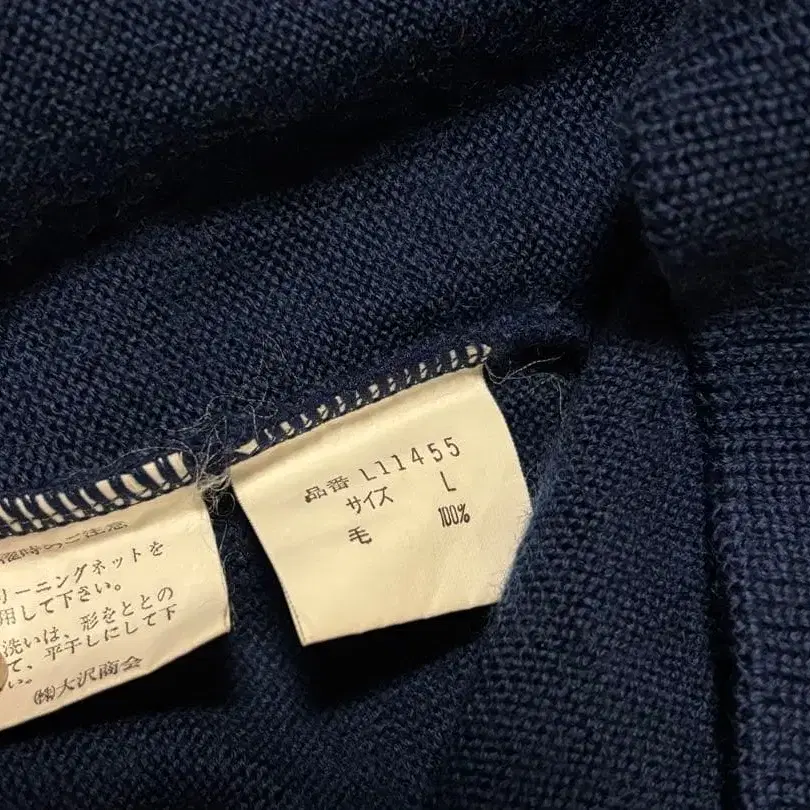 品番 L11455
サイズ L
毛 100%
リーニングネットを
用して下さい。
洗いは、形をととの
て、平干しにして下
い。
㈱大沢商会